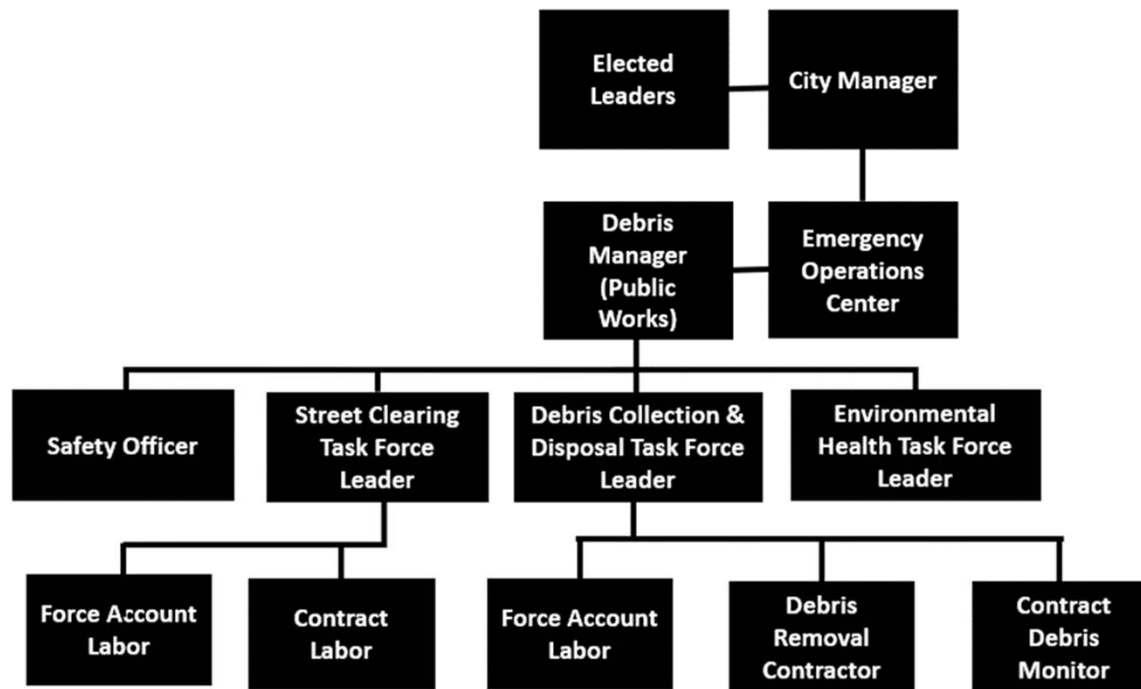 Elected
Leaders
City Manager
Debris
Manager
(Public
Works)
Emergency
Operations
Center
Safety Officer
Street Clearing
Task Force
Leader
Debris Collection &
Disposal Task Force
Leader
Environmental
Health Task Force
Leader
Force Account
Labor
Contract
Labor
Force Account
Labor
Debris
Removal
Contractor
Contract
Debris
Monitor